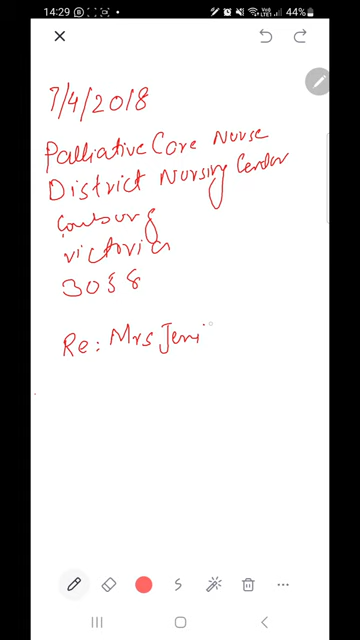 14:29
44%
7/4/2018
Palliative Care Nurse
District Nursing Center
Coburg
victoria
3058
Re: Mrs Jeni